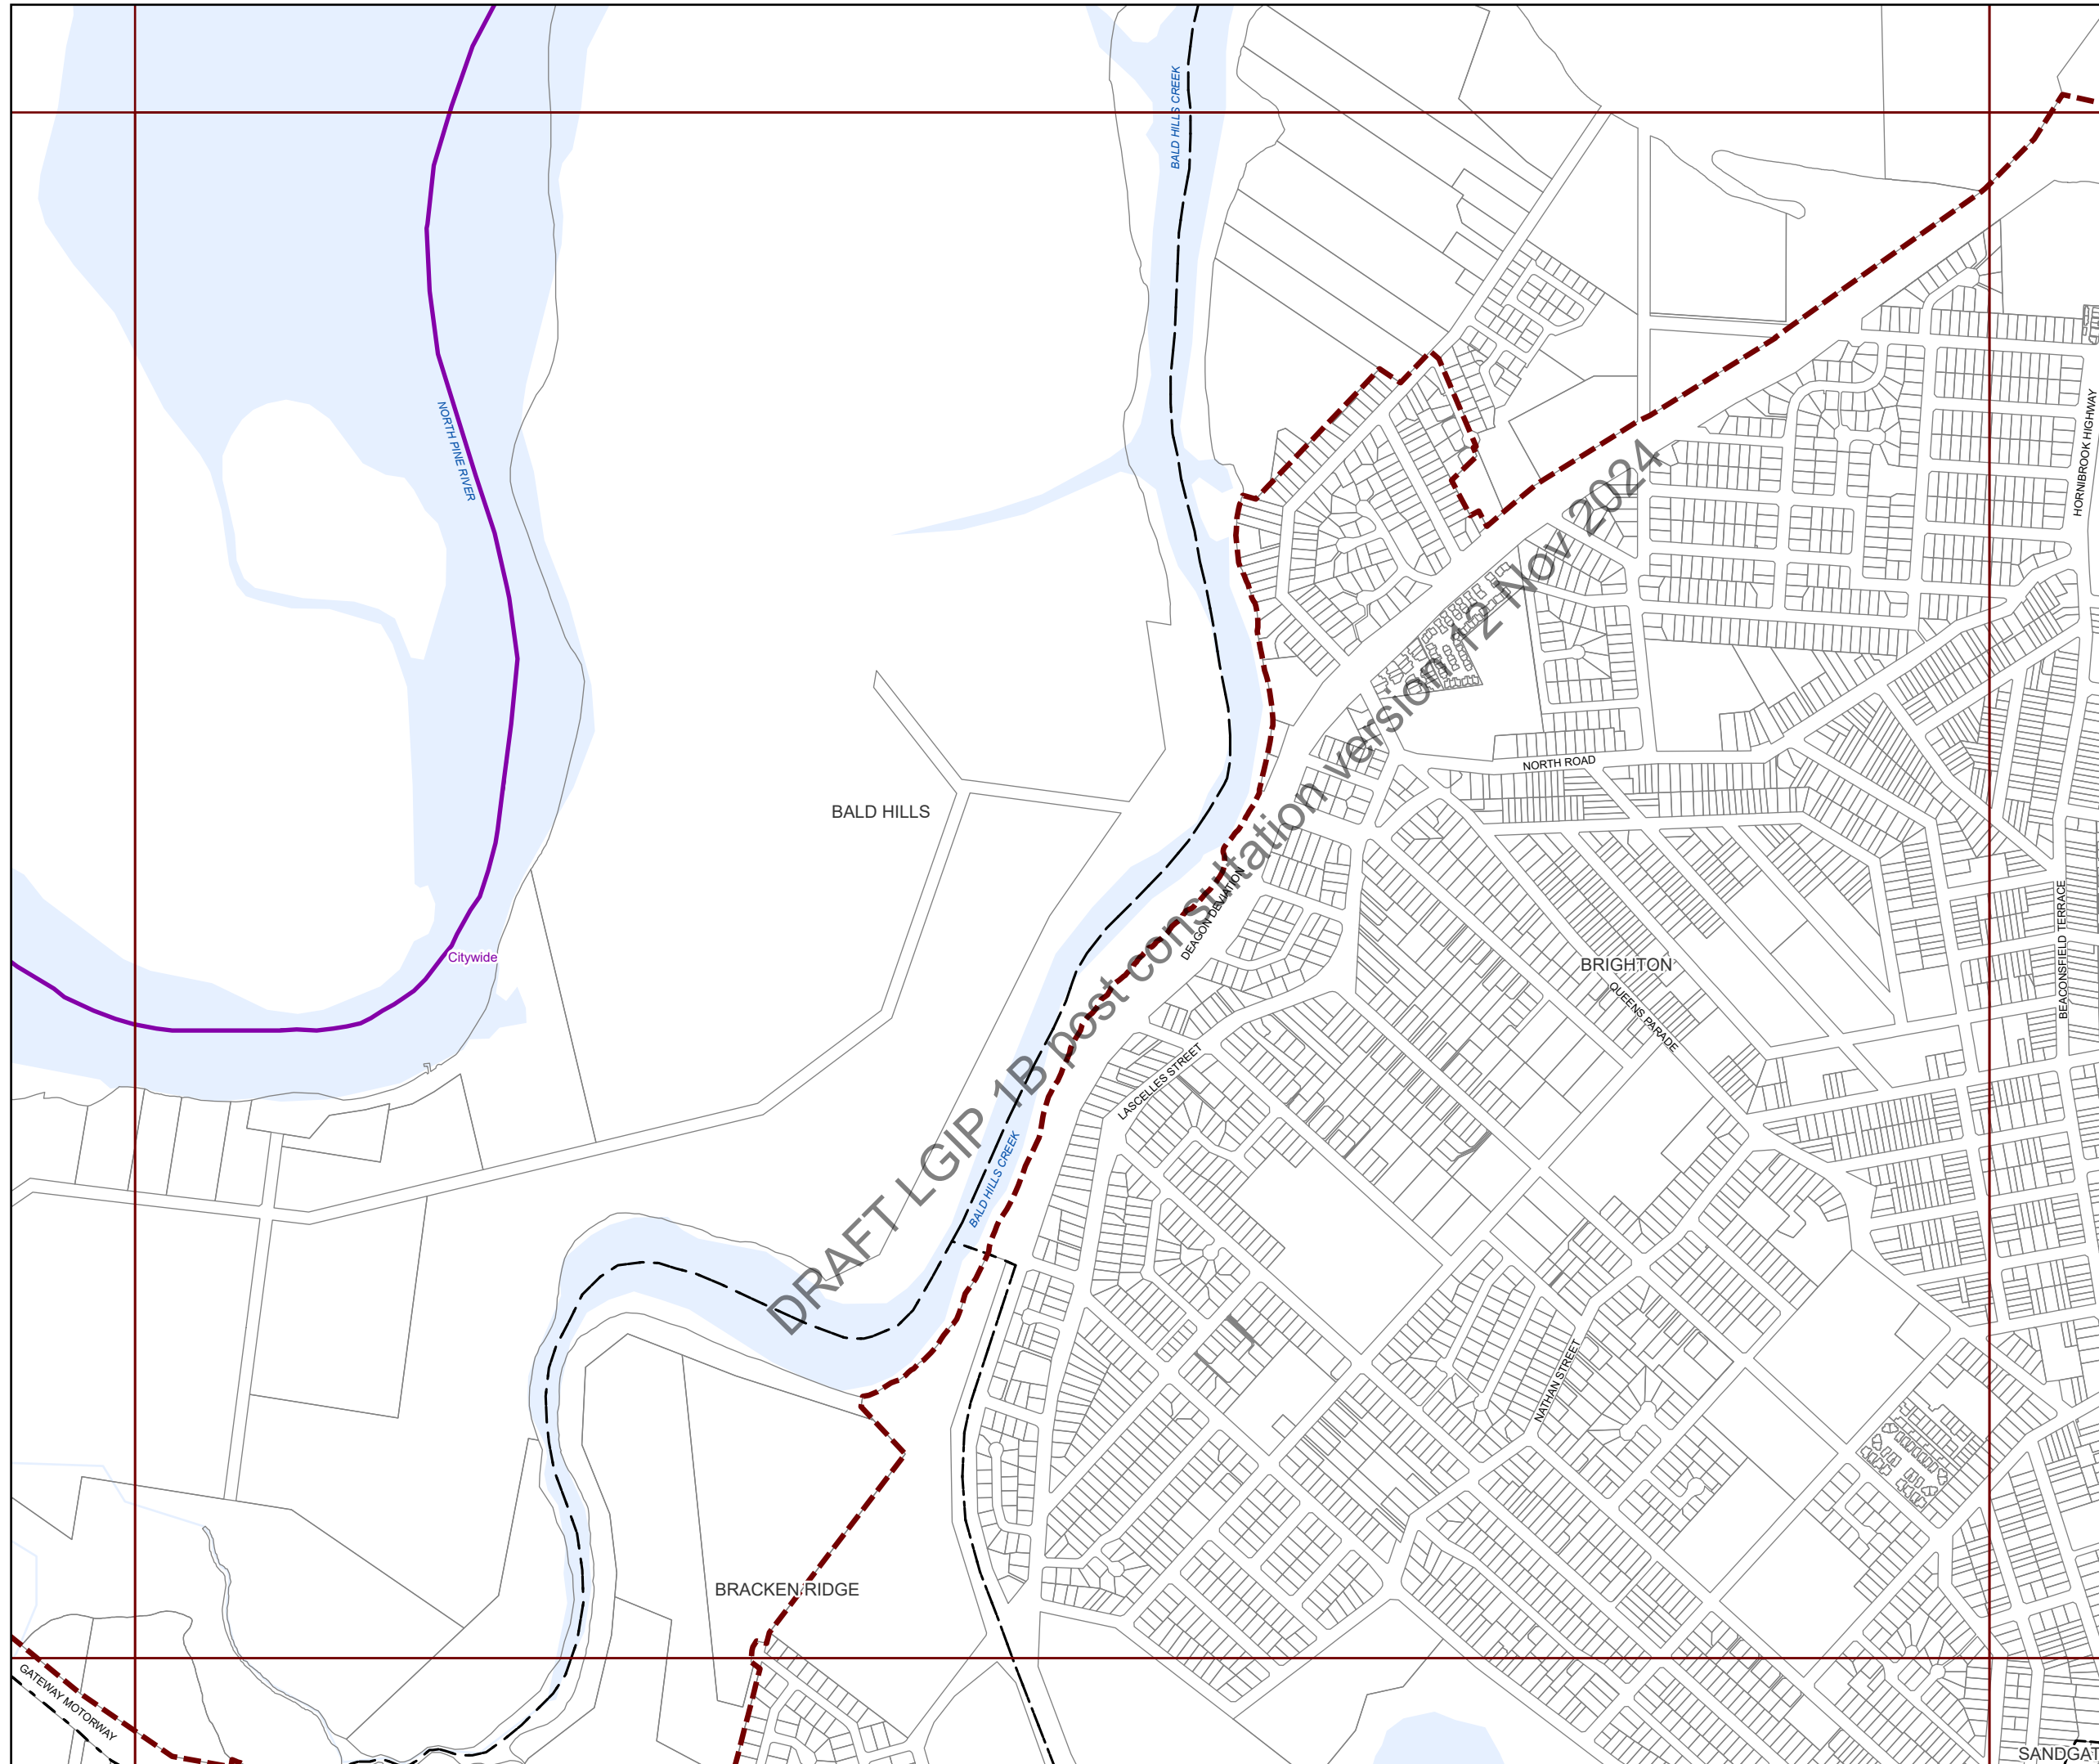 BALD HILLS CREEK
NORTH PINE RIVER
HORNIBROOK HIGHWAY
NORTH ROAD
BALD HILLS
DEAGON DEVIATION
BEACONSFIELD TERRACE
Citywide
BRIGHTON
QUEENS PARADE
LASCELLES STREET
DRAFT LGIP 1B post consultation version 12 Nov 2024
BALD HILLS CREEK
NATHAN STREET
BRACKEN RIDGE
GATEWAY MOTORWAY
SANDGAT